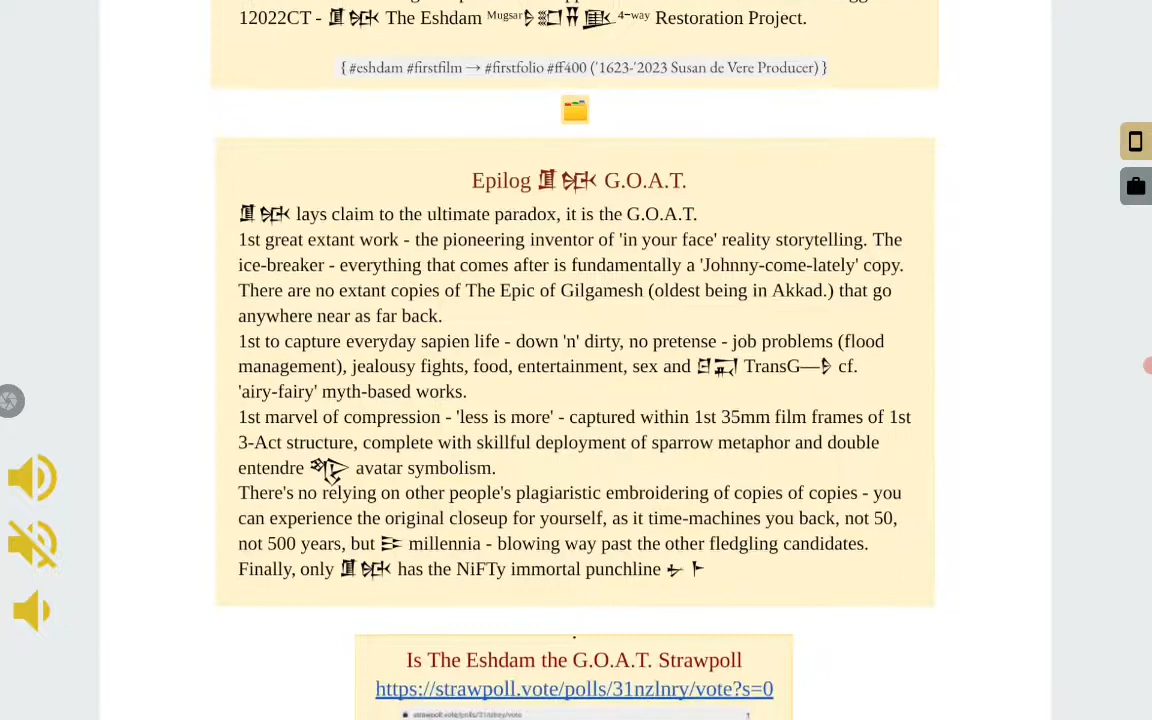 12022CT - The Eshdam Mugsar 4-way Restoration Project.
{ #eshdam #firstfilm → #firstfolio #ff400 ('1623-'2023 Susan de Vere Producer) }
Epilog G.O.A.T.
lays claim to the ultimate paradox, it is the G.O.A.T.
1st great extant work - the pioneering inventor of 'in your face' reality storytelling. The
ice-breaker - everything that comes after is fundamentally a 'Johnny-come-lately' copy.
There are no extant copies of The Epic of Gilgamesh (oldest being in Akkad.) that go
anywhere near as far back.
1st to capture everyday sapien life - down 'n' dirty, no pretense - job problems (flood
management), jealousy fights, food, entertainment, sex and TransG— cf.
'airy-fairy' myth-based works.
1st marvel of compression - 'less is more' - captured within 1st 35mm film frames of 1st
3-Act structure, complete with skillful deployment of sparrow metaphor and double
entendre avatar symbolism.
There's no relying on other people's plagiaristic embroidering of copies of copies - you
can experience the original closeup for yourself, as it time-machines you back, not 50,
not 500 years, but millennia - blowing way past the other fledgling candidates.
Finally, only has the NiFTy immortal punchline
Is The Eshdam the G.O.A.T. Strawpoll
https://strawpoll.vote/polls/31nzlnry/vote?s=0
strawpoll.vote/polls/31nzlnry/vote